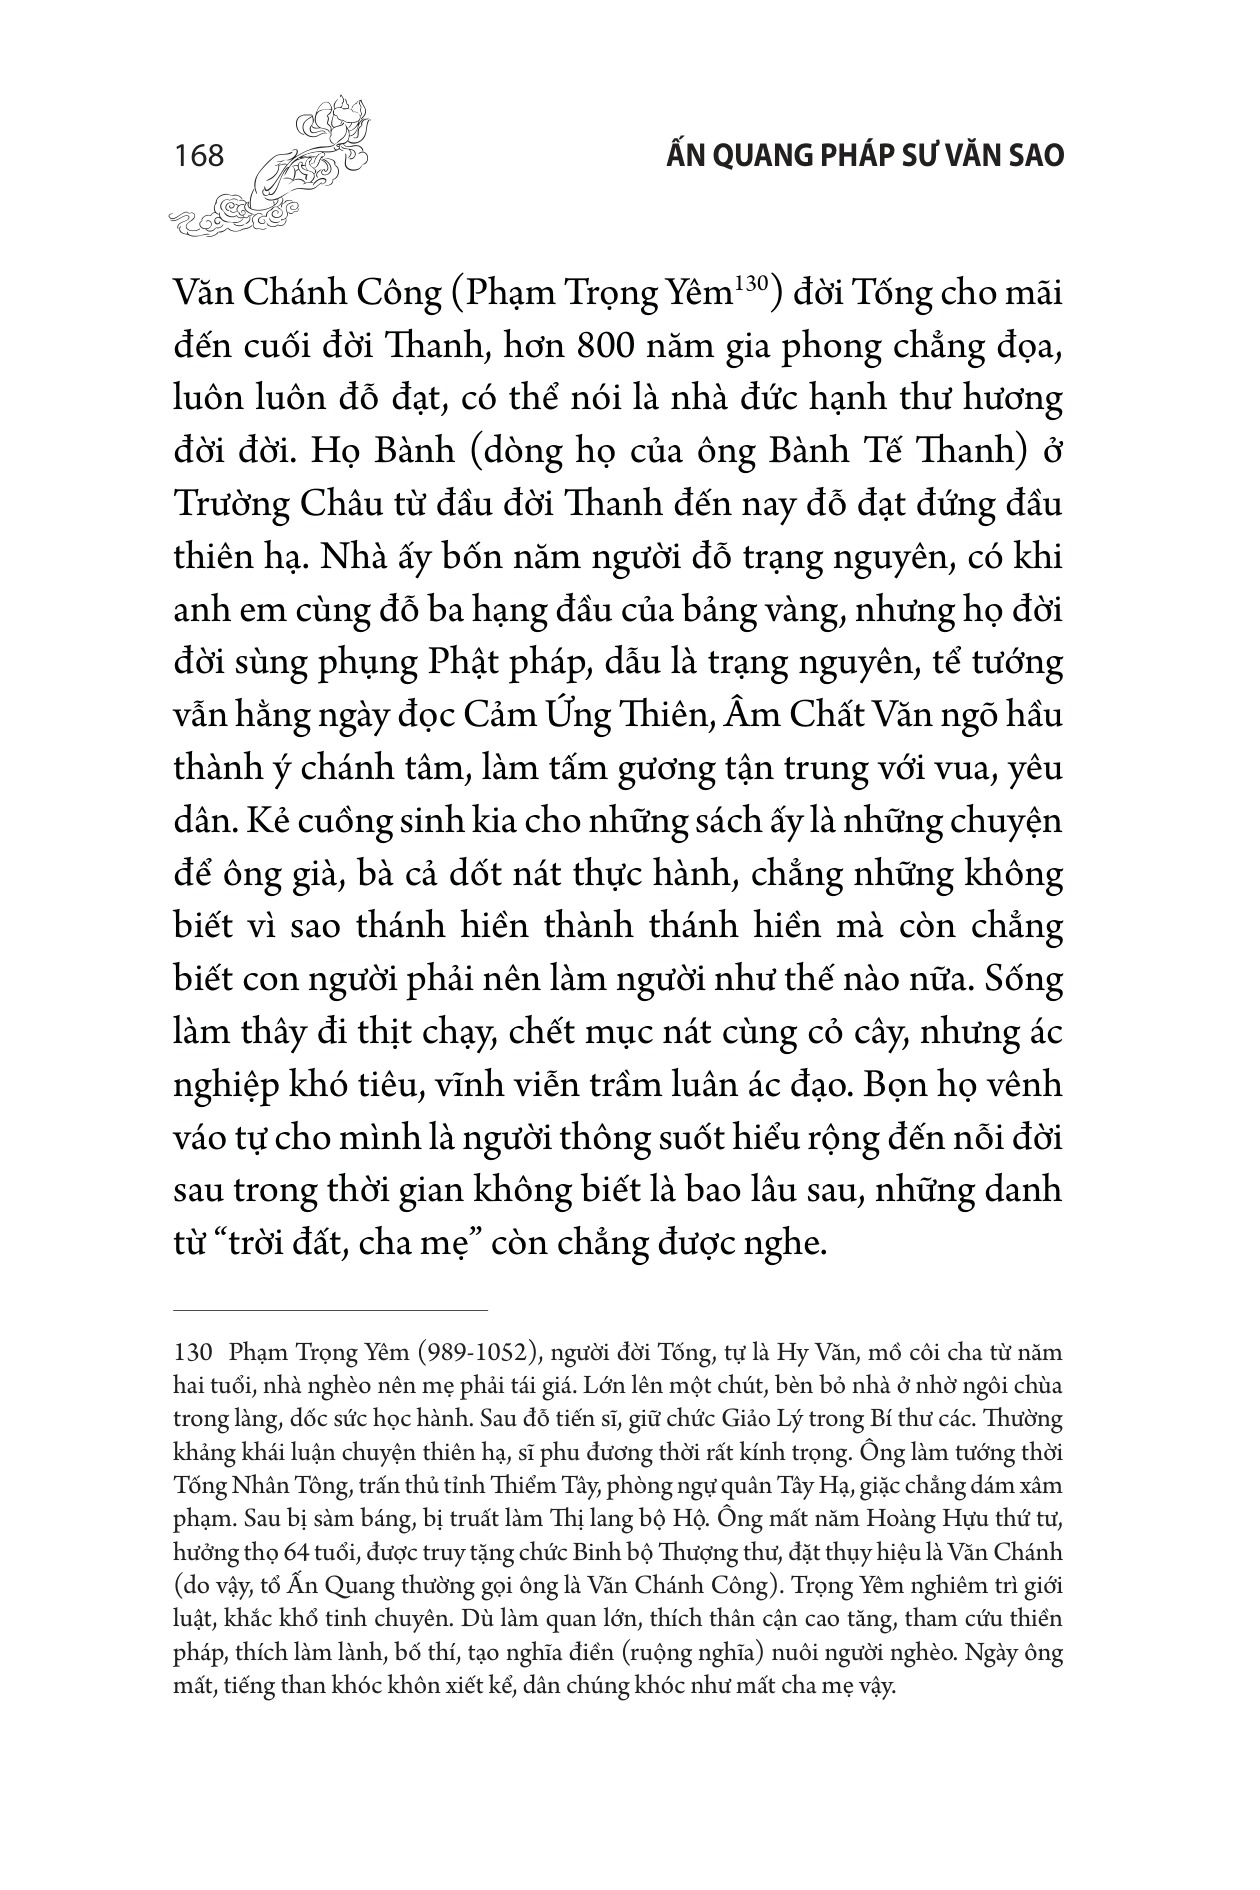 168
ẤN QUANG PHÁP SƯ VĂN SAO
Văn Chánh Công (Phạm Trọng Yêm130) đời Tống cho mãi
đến cuối đời Thanh, hơn 800 năm gia phong chẳng đọa,
luôn luôn đỗ đạt, có thể nói là nhà đức hạnh thư hương
đời đời. Họ Bành (dòng họ của ông Bành Tế Thanh) ở
Trường Châu từ đầu đời Thanh đến nay đỗ đạt đứng đầu
thiên hạ. Nhà ấy bốn năm người đỗ trạng nguyên, có khi
anh em cùng đỗ ba hạng đầu của bảng vàng, nhưng họ đời
đời sùng phụng Phật pháp, dẫu là trạng nguyên, tể tướng
vẫn hằng ngày đọc Cảm Ứng Thiên, Âm Chất Văn ngõ hầu
thành ý chánh tâm, làm tấm gương tận trung với vua, yêu
dân. Kẻ cuồng sinh kia cho những sách ấy là những chuyện
để ông già, bà cả dốt nát thực hành, chẳng những không
biết vì sao thánh hiền thành thánh hiền mà còn chẳng
biết con người phải nên làm người như thế nào nữa. Sống
làm thây đi thịt chạy, chết mục nát cùng cỏ cây, nhưng ác
nghiệp khó tiêu, vĩnh viễn trầm luân ác đạo. Bọn họ vênh
váo tự cho mình là người thông suốt hiểu rộng đến nỗi đời
sau trong thời gian không biết là bao lâu sau, những danh
từ “trời đất, cha mẹ” còn chẳng được nghe.
130 Phạm Trọng Yêm (989-1052), người đời Tống, tự là Hy Văn, mồ côi cha từ năm
hai tuổi, nhà nghèo nên mẹ phải tái giá. Lớn lên một chút, bèn bỏ nhà ở nhờ ngôi chùa
trong làng, dốc sức học hành. Sau đỗ tiến sĩ, giữ chức Giảo Lý trong Bí thư các. Thường
khảng khái luận chuyện thiên hạ, sĩ phu đương thời rất kính trọng. Ông làm tướng thời
Tống Nhân Tông, trấn thủ tỉnh Thiểm Tây, phòng ngự quân Tây Hạ, giặc chẳng dám xâm
phạm. Sau bị sàm báng, bị truất làm Thị lang bộ Hộ. Ông mất năm Hoàng Hựu thứ tư,
hưởng thọ 64 tuổi, được truy tặng chức Binh bộ Thượng thư, đặt thụy hiệu là Văn Chánh
(do vậy, tổ Ấn Quang thường gọi ông là Văn Chánh Công). Trọng Yêm nghiêm trì giới
luật, khắc khổ tinh chuyên. Dù làm quan lớn, thích thân cận cao tăng, tham cứu thiền
pháp, thích làm lành, bố thí, tạo nghĩa điền (ruộng nghĩa) nuôi người nghèo. Ngày ông
mất, tiếng than khóc khôn xiết kể, dân chúng khóc như mất cha mẹ vậy.